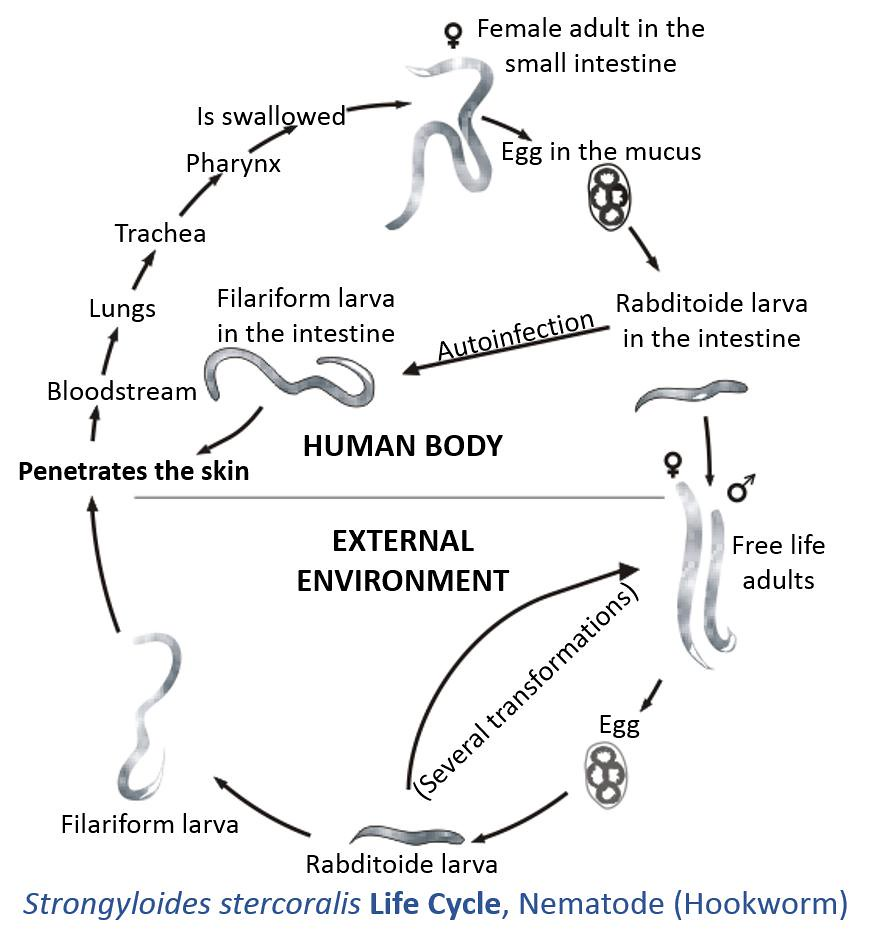 ♀ Female adult in the
small intestine
Egg in the mucus
Rabditoide larva
in the intestine
Autoinfection
Filariform larva
in the intestine
Is swallowed
Pharynx
Trachea
Lungs
Bloodstream
Penetrates the skin
HUMAN BODY
EXTERNAL
ENVIRONMENT
♀
♂
Free life
adults
Egg
(Several transformations)
Rabditoide larva
Filariform larva
Strongyloides stercoralis Life Cycle, Nematode (Hookworm)